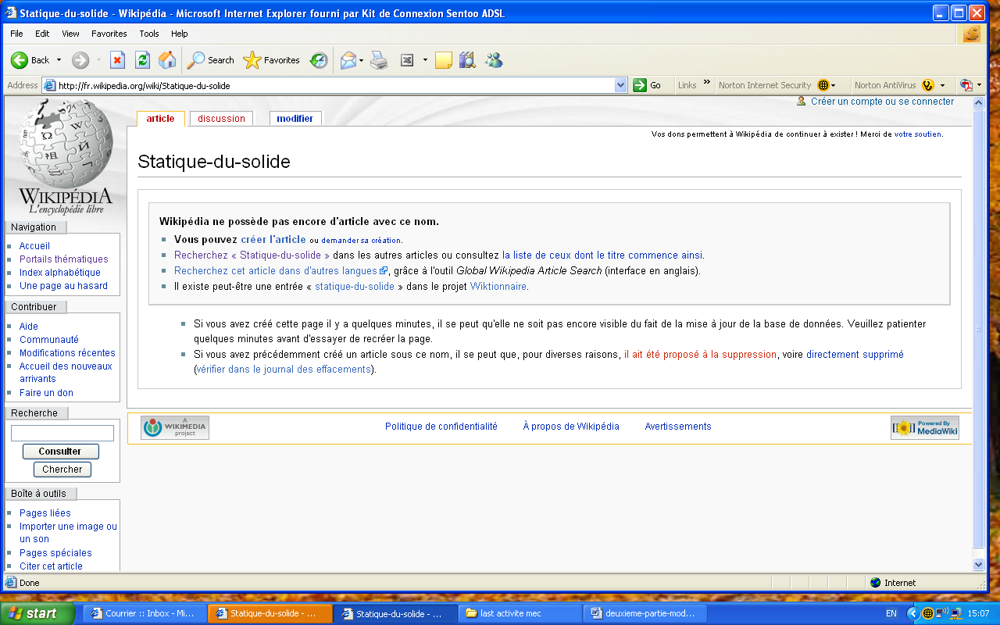 Statique-du-solide - Wikipédia - Microsoft Internet Explorer fourni par Kit de Connexion Sentoo ADSL
File Edit View Favorites Tools Help
Back Search Favorites
Address http://fr.wikipedia.org/wiki/Statique-du-solide Go Links » Norton Internet Security Norton AntiVirus
Créer un compte ou se connecter
article discussion modifier
Vos dons permettent à Wikipédia de continuer à exister ! Merci de votre soutien.
Statique-du-solide
WIKIPÉDIA
L'encyclopédie libre
Navigation
Accueil
Portails thématiques
Index alphabétique
Une page au hasard
Contribuer
Aide
Communauté
Modifications récentes
Accueil des nouveaux
arrivants
Faire un don
Recherche
Consulter
Chercher
Boîte à outils
Pages liées
Importer une image ou
un son
Pages spéciales
Citer cet article
Wikipédia ne possède pas encore d'article avec ce nom.
Vous pouvez créer l'article ou demander sa création.
Recherchez « Statique-du-solide » dans les autres articles ou consultez la liste de ceux dont le titre commence ainsi.
Recherchez cet article dans d'autres langues, grâce à l'outil Global Wikipedia Article Search (interface en anglais).
Il existe peut-être une entrée « statique-du-solide » dans le projet Wiktionnaire.
Si vous avez créé cette page il y a quelques minutes, il se peut qu'elle ne soit pas encore visible du fait de la mise à jour de la base de données. Veuillez patienter
quelques minutes avant d'essayer de recréer la page.
Si vous avez précédemment créé un article sous ce nom, il se peut que, pour diverses raisons, il ait été proposé à la suppression, voire directement supprimé
(vérifier dans le journal des effacements).
A
WIKIMEDIA
project
Politique de confidentialité À propos de Wikipédia Avertissements
Powered By
MediaWiki
Done Internet
start Courrier :: Inbox - Mi... Statique-du-solide - ... Statique-du-solide - ... last activite mec deuxieme-partie-mod... EN 15:07